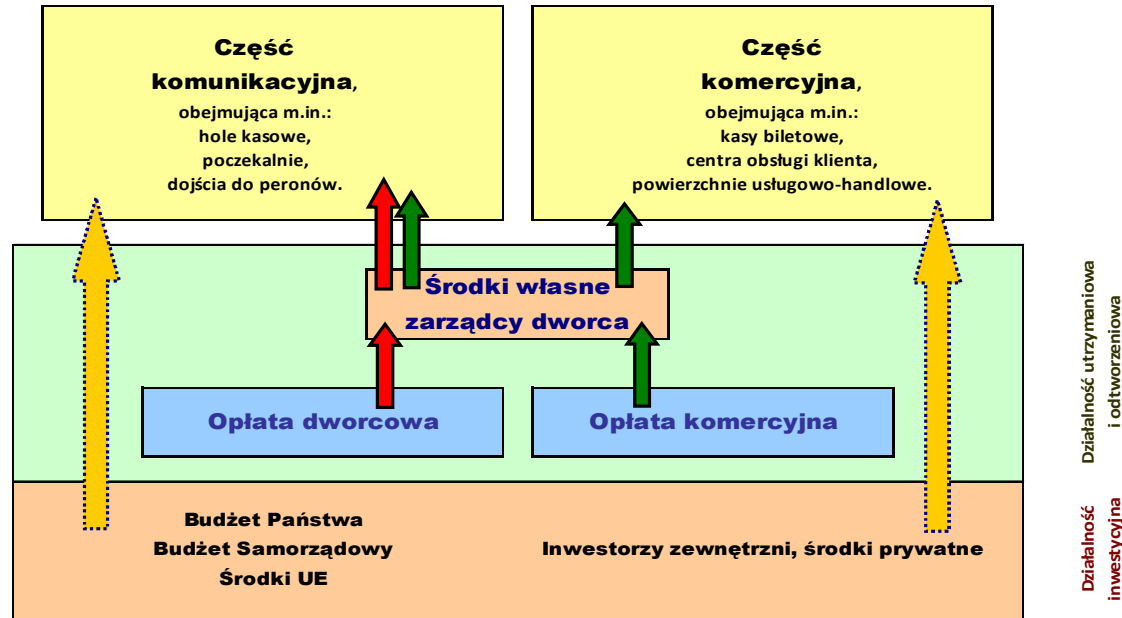 Część
komunikacyjna,
obejmująca m.in.:
hole kasowe,
poczekalnie,
dojścia do peronów.
Część
komercyjna,
obejmująca m.in.:
kasy biletowe,
centra obsługi klienta,
powierzchnie usługowo-handlowe.
Środki własne
zarządcy dworca
Opłata dworcowa
Opłata komercyjna
Działalność utrzymaniowa
i odtworzeniowa
Budżet Państwa
Budżet Samorządowy
Środki UE
Inwestorzy zewnętrzni, środki prywatne
Działalność
inwestycyjna